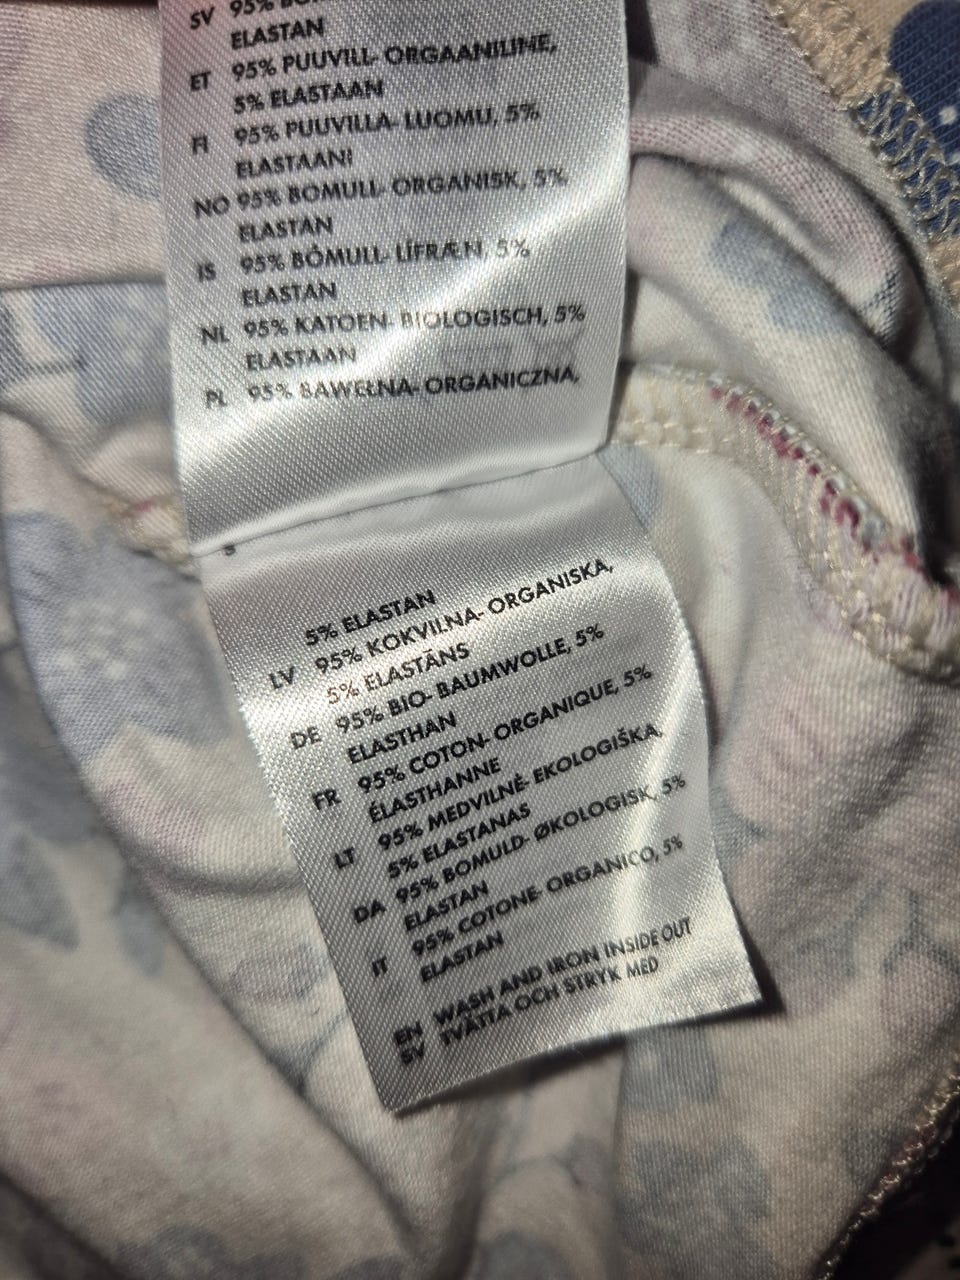 SV 95%
ELASTAN
ET 95% PUUVILL- ORGAANILINE,
5% ELASTAAN
FI 95% PUUVILLA- LUOMU, 5%
ELASTAANI
NO 95% BOMULL- ORGANISK, 5%
ELASTAN
IS 95% BÓMULL- LÍFRÆN, 5%
ELASTAN
NL 95% KATOEN- BIOLOGISCH, 5%
ELASTAAN
PL 95% BAWEŁNA- ORGANICZNA,
5% ELASTAN
LV 95% KOKVILNA- ORGANISKA,
5% ELASTĀNS
DE 95% BIO- BAUMWOLLE, 5%
ELASTHAN
FR 95% COTON- ORGANIQUE, 5%
ÉLASTHANNE
LT 95% MEDVILNĖ- EKOLOGIŠKA,
5% ELASTANAS
DA 95% BOMULD- ØKOLOGISK, 5%
ELASTAN
IT 95% COTONE- ORGANICO, 5%
ELASTAN
EN WASH AND IRON INSIDE OUT
SV TVÄTTA OCH STRYK MED